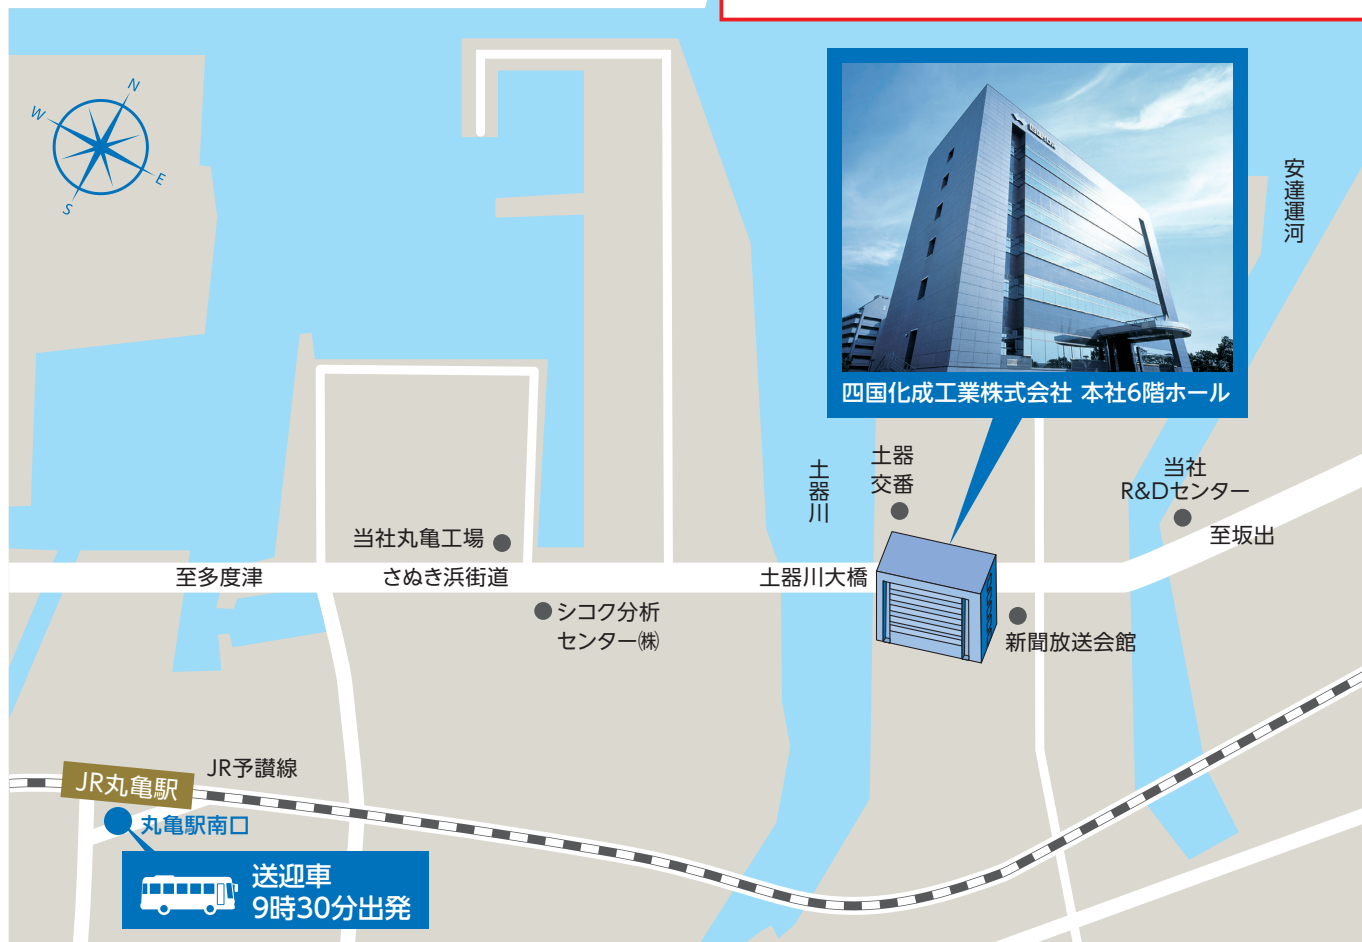 N
W
E
S
安達運河
四国化成工業株式会社 本社6階ホール
土器川
土器
交番
当社
R&Dセンター
至坂出
当社丸亀工場
至多度津
さぬき浜街道
土器川大橋
シコク分析
センター㈱
新聞放送会館
JR予讃線
JR丸亀駅
丸亀駅南口
送迎車
9時30分出発